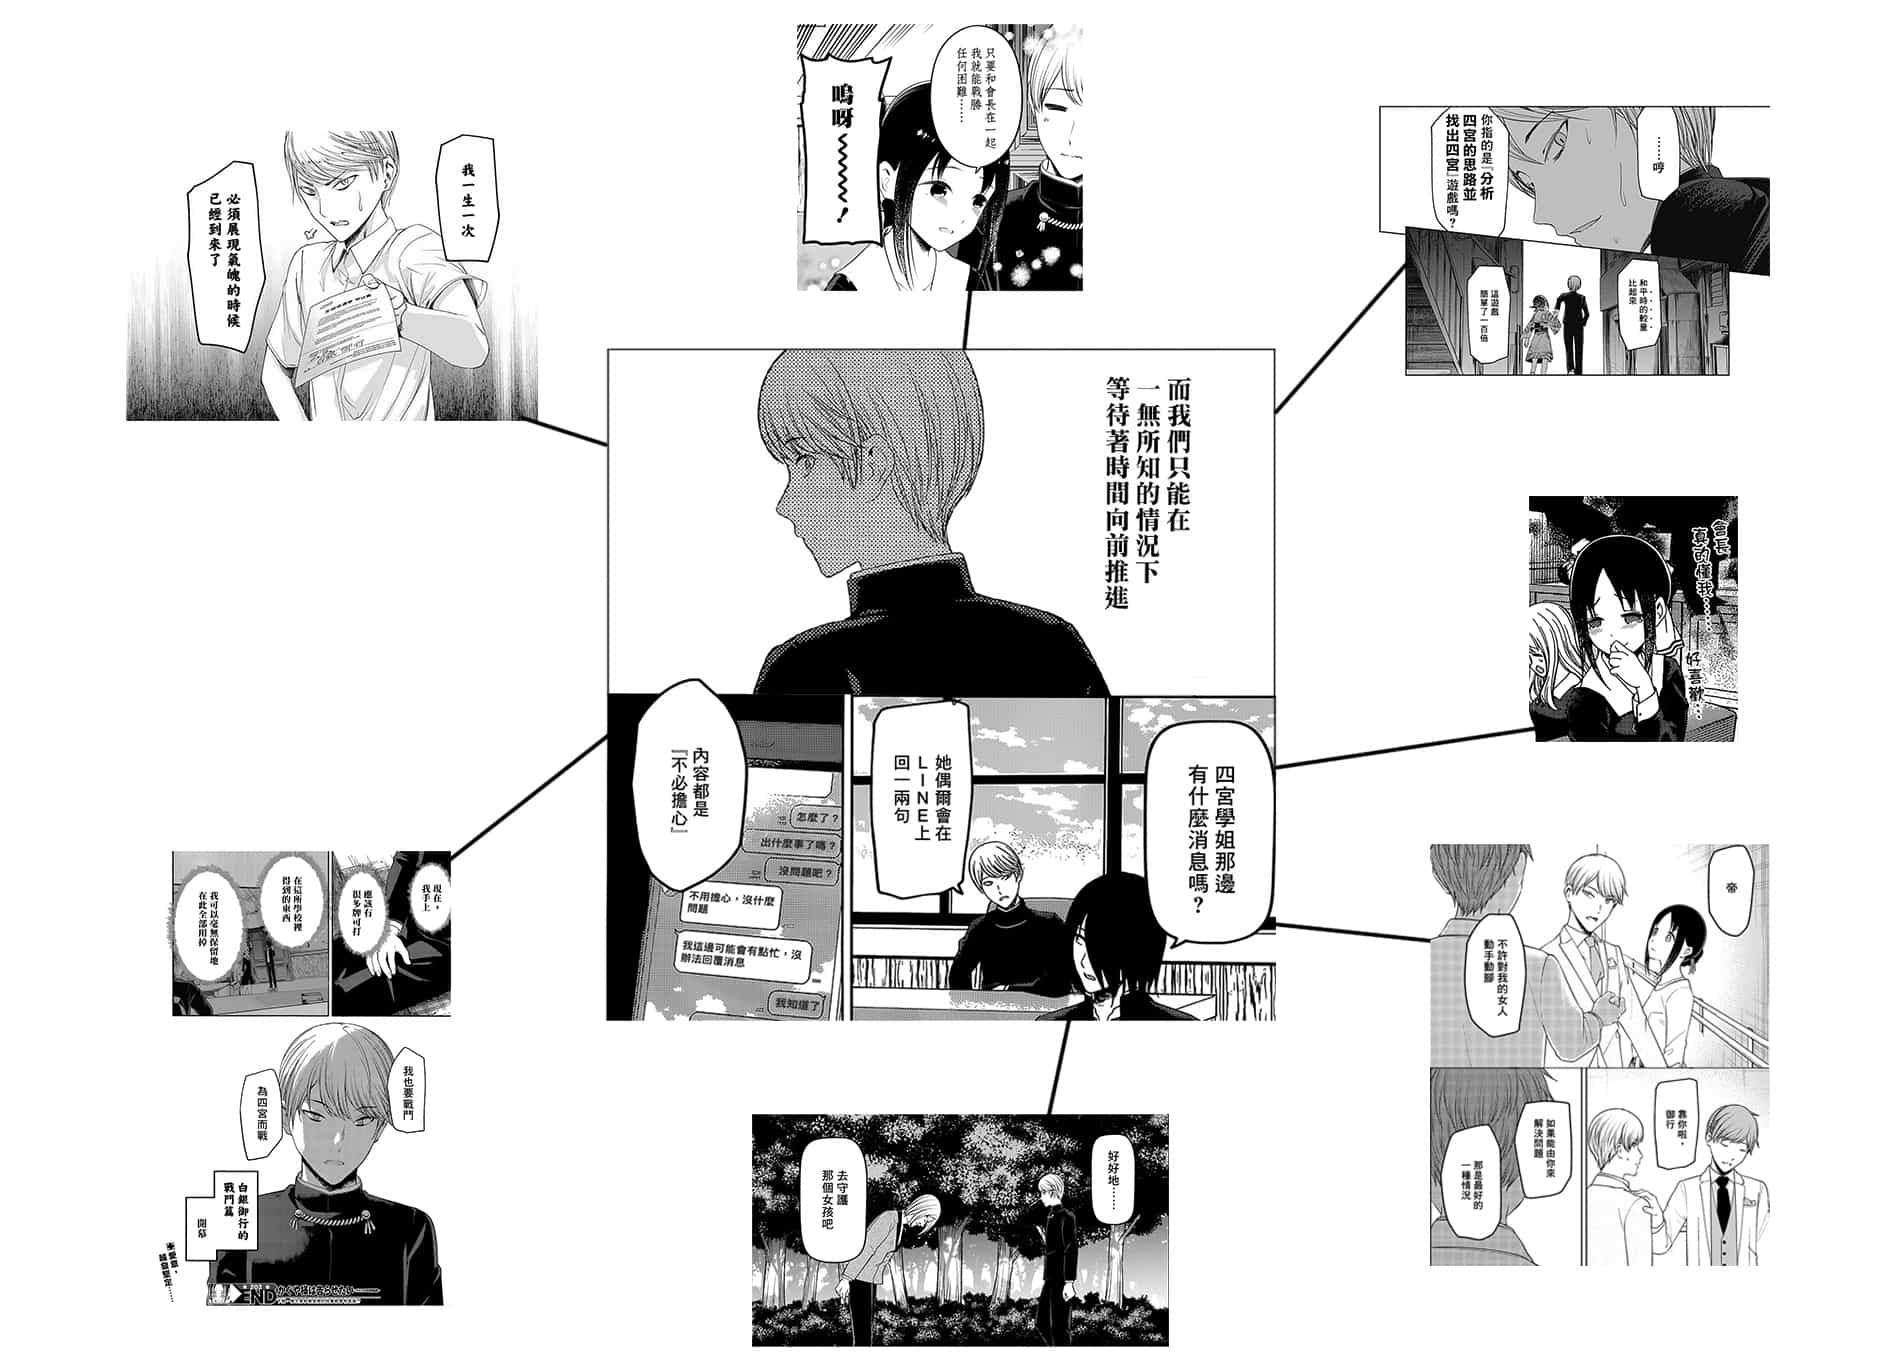 只要和會長在一起
我就能戰勝
任何困難……
嗚呀～～～～～！
我一生一次
必須展現氣魄的時候
已經到來了
……哼
你指的是『分析
四宮的思路並
找出四宮』遊戲嗎？
和平時的較量
比起來
這遊戲
簡單了一百倍
而我們只能在
一無所知的情況下
等待著時間向前推進
會長
真的懂我……
好喜歡…
四宮學姐那邊
有什麼消息嗎？
她偶爾會在
LINE上
回一兩句
內容都是
『不必擔心』
怎麼了？
出什麼事了嗎？
沒問題吧？
不用擔心，沒什麼
問題
我這邊可能會有點忙，沒
辦法回覆消息
我知道了
現在，
我手上
應該有
很多牌可打
在這所學校裡
得到的東西
我可以毫無保留地
在此全部用掉
我也要戰鬥
為四宮而戰
白銀御行的
戰鬥篇
開幕
END
かぐや様は告らせたい
帝
不許對我的女人
動手動腳
靠你啦，
御行
如果能由你來
解決問題
那是最好的
一種情況
好好地……
去守護
那個女孩吧